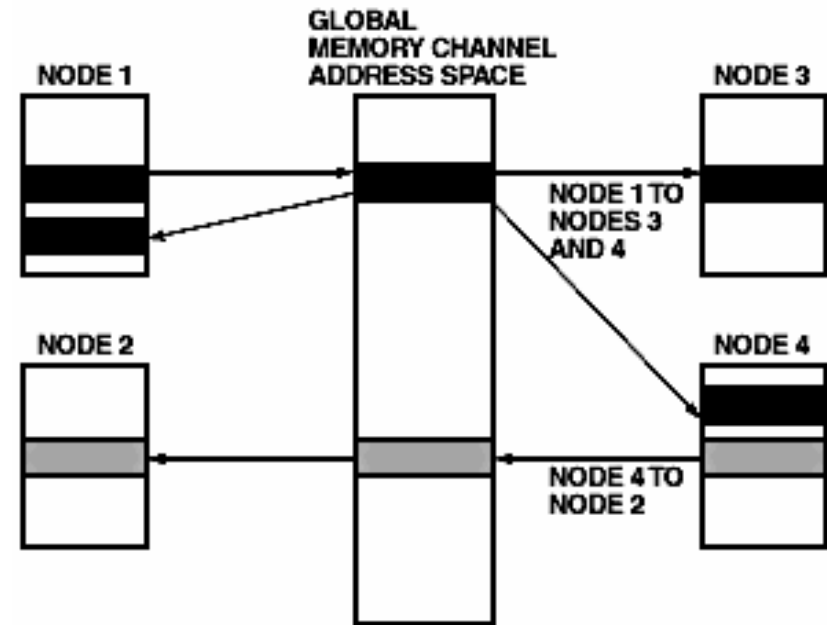 GLOBAL
MEMORY CHANNEL
ADDRESS SPACE
NODE 1
NODE 3
NODE 1 TO
NODES 3
AND 4
NODE 2
NODE 4
NODE 4 TO
NODE 2